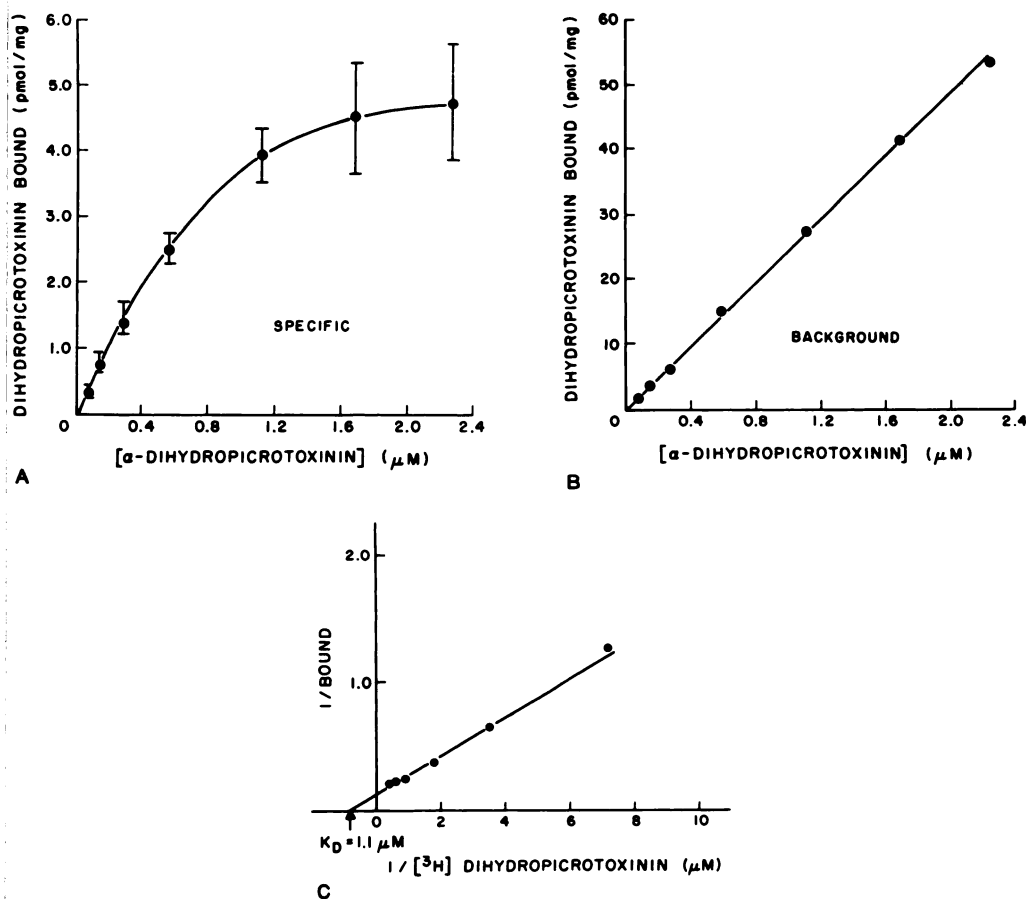 DIHYDROPICROTOXININ BOUND (pmol/mg)
6.0
5.0
4.0
3.0
2.0
1.0
0
0.4
0.8
1.2
1.6
2.0
2.4
SPECIFIC
[α-DIHYDROPICROTOXININ] (μM)
A
DIHYDROPICROTOXININ BOUND (pmol/mg)
60
50
40
30
20
10
0
0.4
0.8
1.2
1.6
2.0
2.4
BACKGROUND
[α-DIHYDROPICROTOXININ] (μM)
B
1/BOUND
2.0
1.0
0
2
4
6
8
10
K_D = 1.1 μM
1/[³H] DIHYDROPICROTOXININ (μM)
C